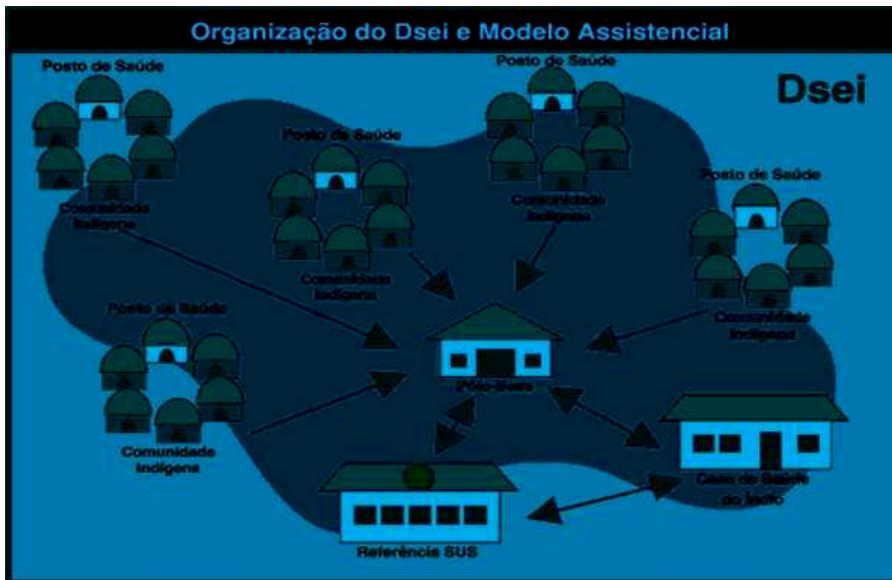 Organização do Dsei e Modelo Assistencial
Posto de Saúde
Posto de Saúde
Dsei
Posto de Saúde
Posto de Saúde
Comunidade
Indígena
Comunidade
Indígena
Comunidade
Indígena
Comunidade
Indígena
Posto de Saúde
Pólo-Base
Comunidade
Indígena
Casa de Saúde
do Índio
Referência SUS